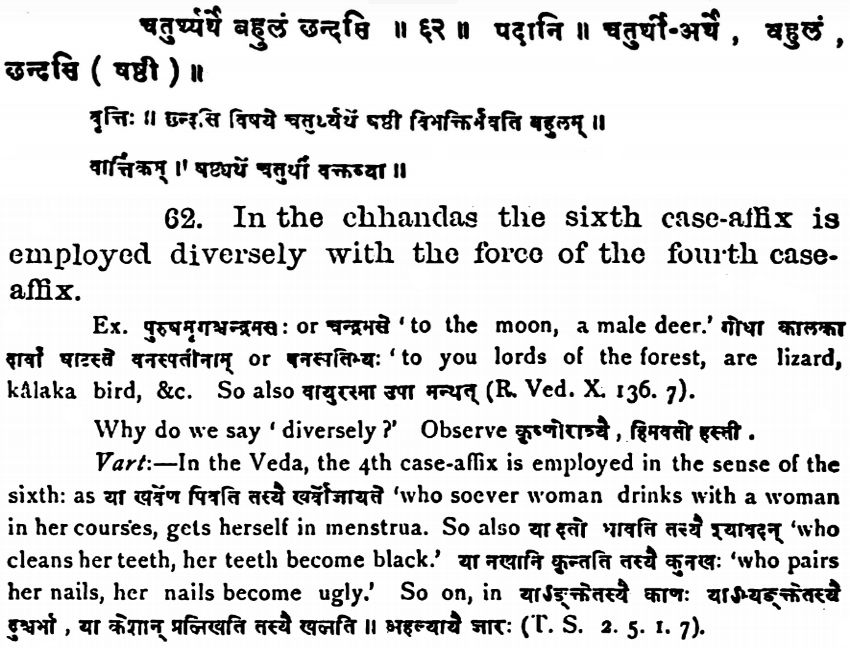 चतुर्थ्यर्थे बहुलं छन्दसि ॥ ६२ ॥ पदानि ॥ चतुर्थी-अर्थे , बहुलं ,
छन्दसि ( षष्ठी ) ॥
वृत्तिः ॥ छन्दसि विषये चतुर्थ्यर्थे षष्ठी विभक्तिर्भवति बहुलम् ॥
वार्त्तिकम् ॥ षष्ठ्यर्थे चतुर्थी वक्तव्या ॥
62. In the chhandas the sixth case-affix is
employed diversely with the force of the fourth case-
affix.
Ex. पुरुषमृगश्चन्द्रमसः or चन्द्रमसे ‘to the moon, a male deer.’ गोधा कालका
दार्वा घाटस्ते वनस्पतीनाम् or वनस्पतिभ्यः ‘to you lords of the forest, are lizard,
kâlaka bird, &c. So also वायुरस्मा उपा मन्थत् (R. Ved. X. 136. 7).
Why do we say ‘diversely?’ Observe कृष्णोरात्र्यै , हिमवतो हस्ती .
Vart:—In the Veda, the 4th case-affix is employed in the sense of the
sixth: as या खर्वेण पिवति तस्यै खर्वोजायते ‘who soever woman drinks with a woman
in her courses, gets herself in menstrua. So also या दतो धावति तस्यै श्यावदन् ‘who
cleans her teeth, her teeth become black.’ या नखानि कृन्तति तस्यै कुनखः ‘who pairs
her nails, her nails become ugly.’ So on, in याऽङ्क्तेतस्यै काणः याऽभ्यङ्क्तेतस्यै
दुश्चर्मा , या केशान् प्रलिखति तस्यै खलति ॥ अहल्यायै जारः (T. S. 2. 5. 1. 7).